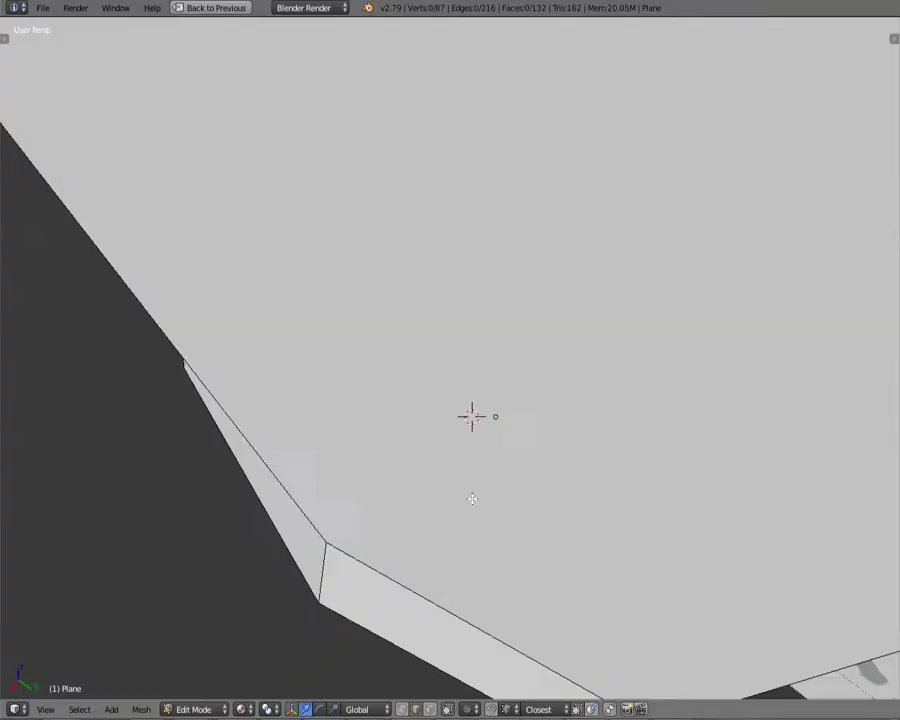 File Render Window Help Back to Previous Blender Render v2.79 | Verts:0/87 | Edges:0/216 | Faces:0/132 | Tris:162 | Mem:20.05M | Plane
User Persp
(1) Plane
View Select Add Mesh Edit Mode Global Closest